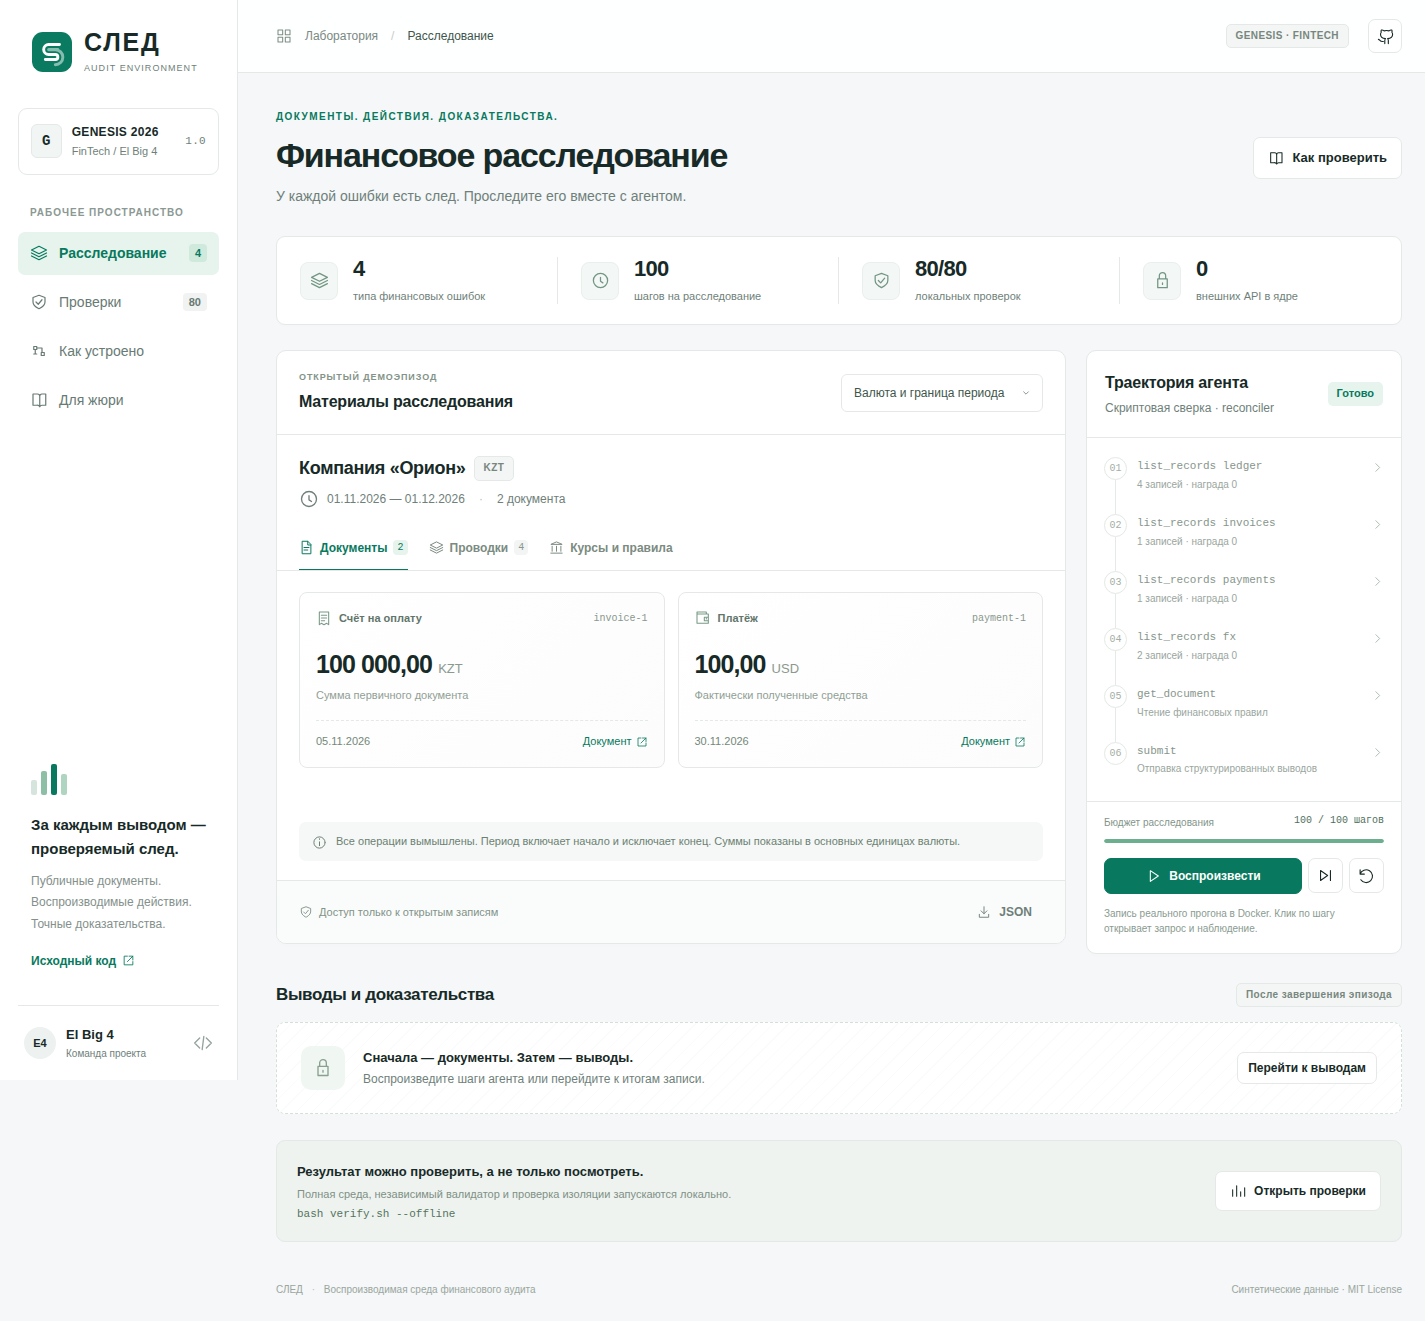 СЛЕД
AUDIT ENVIRONMENT
G
GENESIS 2026
FinTech / El Big 4
1.0
РАБОЧЕЕ ПРОСТРАНСТВО
Расследование 4
Проверки 80
Как устроено
Для жюри
За каждым выводом —
проверяемый след.
Публичные документы.
Воспроизводимые действия.
Точные доказательства.
Исходный код
E4
El Big 4
Команда проекта
Лаборатория / Расследование
GENESIS · FINTECH
ДОКУМЕНТЫ. ДЕЙСТВИЯ. ДОКАЗАТЕЛЬСТВА.
Финансовое расследование
У каждой ошибки есть след. Проследите его вместе с агентом.
Как проверить
4
типа финансовых ошибок
100
шагов на расследование
80/80
локальных проверок
0
внешних API в ядре
ОТКРЫТЫЙ ДЕМОЭПИЗОД
Материалы расследования
Валюта и граница периода
Компания «Орион» KZT
01.11.2026 — 01.12.2026 · 2 документа
Документы 2 Проводки 4 Курсы и правила
Счёт на оплату invoice-1
100 000,00 KZT
Сумма первичного документа
05.11.2026 Документ
Платёж payment-1
100,00 USD
Фактически полученные средства
30.11.2026 Документ
Все операции вымышлены. Период включает начало и исключает конец. Суммы показаны в основных единицах валюты.
Доступ только к открытым записям
JSON
Траектория агента
Скриптовая сверка · reconciler
Готово
01 list_records ledger
4 записей · награда 0
02 list_records invoices
1 записей · награда 0
03 list_records payments
1 записей · награда 0
04 list_records fx
2 записей · награда 0
05 get_document
Чтение финансовых правил
06 submit
Отправка структурированных выводов
Бюджет расследования 100 / 100 шагов
Воспроизвести
Запись реального прогона в Docker. Клик по шагу
открывает запрос и наблюдение.
Выводы и доказательства
После завершения эпизода
Сначала — документы. Затем — выводы.
Воспроизведите шаги агента или перейдите к итогам записи.
Перейти к выводам
Результат можно проверить, а не только посмотреть.
Полная среда, независимый валидатор и проверка изоляции запускаются локально.
bash verify.sh --offline
Открыть проверки
СЛЕД · Воспроизводимая среда финансового аудита
Синтетические данные · MIT License